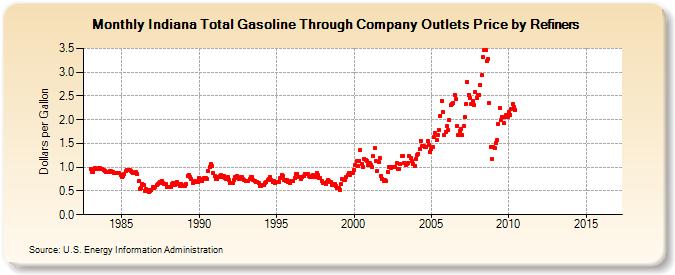 Monthly Indiana Total Gasoline Through Company Outlets Price by Refiners
Dollars per Gallon
3.5
3.0
2.5
2.0
1.5
1.0
0.5
0.0
1985 1990 1995 2000 2005 2010 2015
Source: U.S. Energy Information Administration